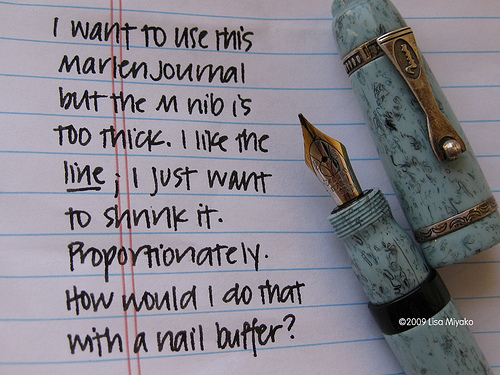 I want to use this
Marlen Journal
but the M nib is
too thick. I like the
line; I just want
to shrink it.
Proportionately.
How would I do that
with a nail buffer?
©2009 Lisa Miyako